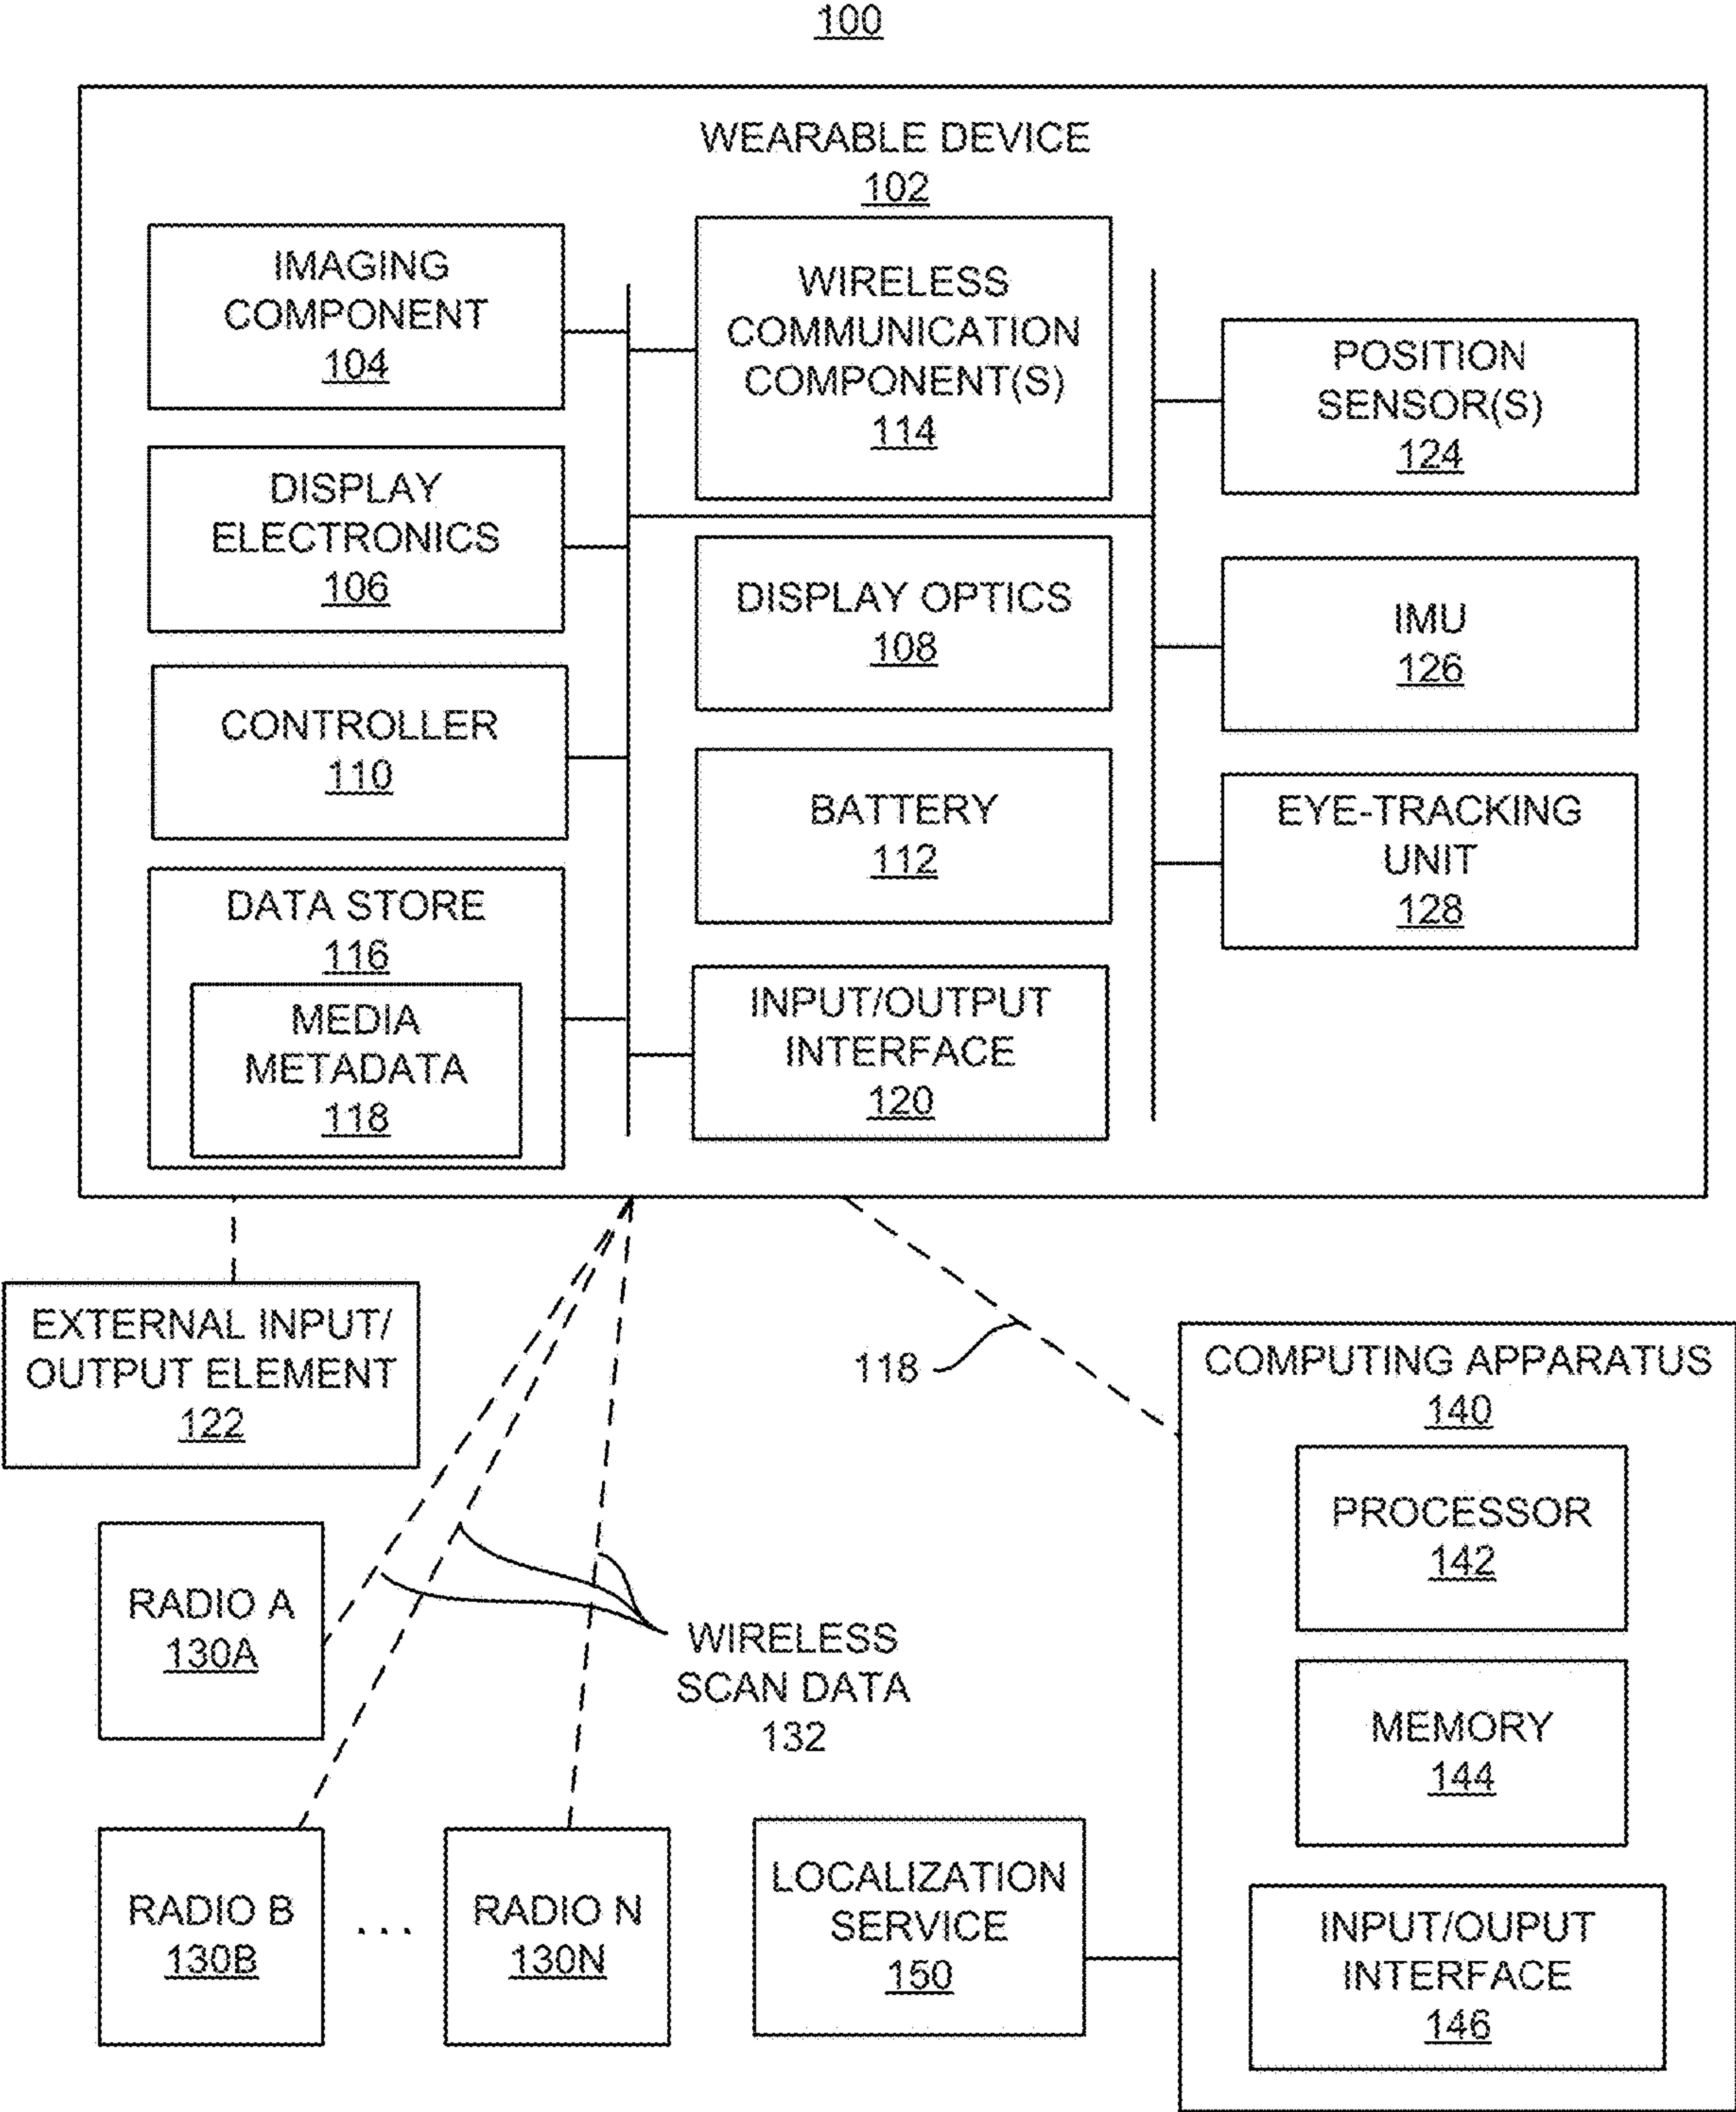 100
WEARABLE DEVICE
102
IMAGING
COMPONENT
104
WIRELESS
COMMUNICATION
COMPONENT(S)
114
POSITION
SENSOR(S)
124
DISPLAY
ELECTRONICS
106
DISPLAY OPTICS
108
IMU
126
CONTROLLER
110
BATTERY
112
EYE-TRACKING
UNIT
128
DATA STORE
116
MEDIA
METADATA
118
INPUT/OUTPUT
INTERFACE
120
EXTERNAL INPUT/
OUTPUT ELEMENT
122
118
COMPUTING APPARATUS
140
PROCESSOR
142
MEMORY
144
INPUT/OUPUT
INTERFACE
146
RADIO A
130A
WIRELESS
SCAN DATA
132
RADIO B
130B
. . .
RADIO N
130N
LOCALIZATION
SERVICE
150